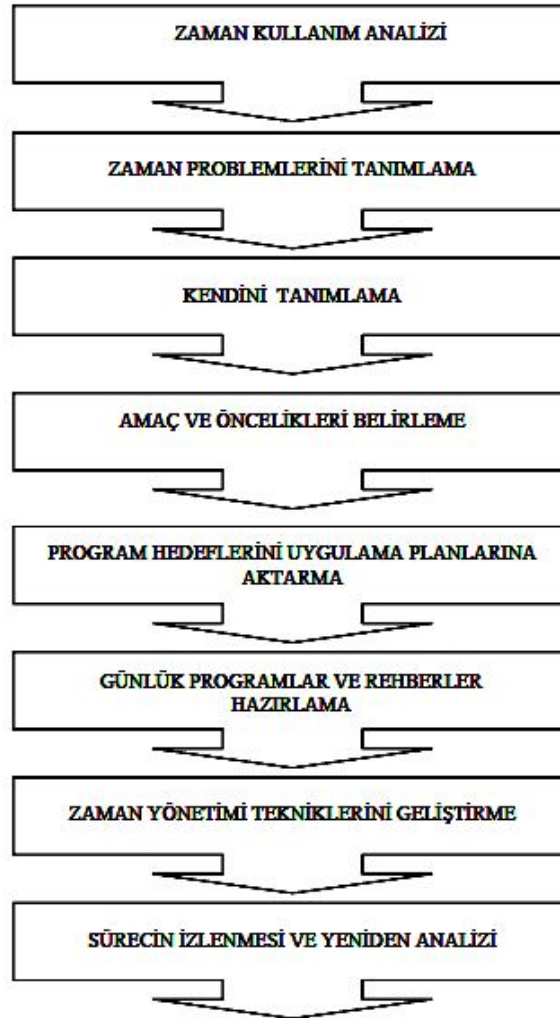 ZAMAN KULLANIM ANALİZİ
ZAMAN PROBLEMLERİNİ TANIMLAMA
KENDİNİ TANIMLAMA
AMAÇ VE ÖNCELİKLERİ BELİRLEME
PROGRAM HEDEFLERİNİ UYGULAMA PLANLARINA
AKTARMA
GÜNLÜK PROGRAMLAR VE REHBERLER
HAZIRLAMA
ZAMAN YÖNETİMİ TEKNİKLERİNİ GELİŞTİRME
SÜRECİN İZLENMESİ VE YENİDEN ANALİZİ